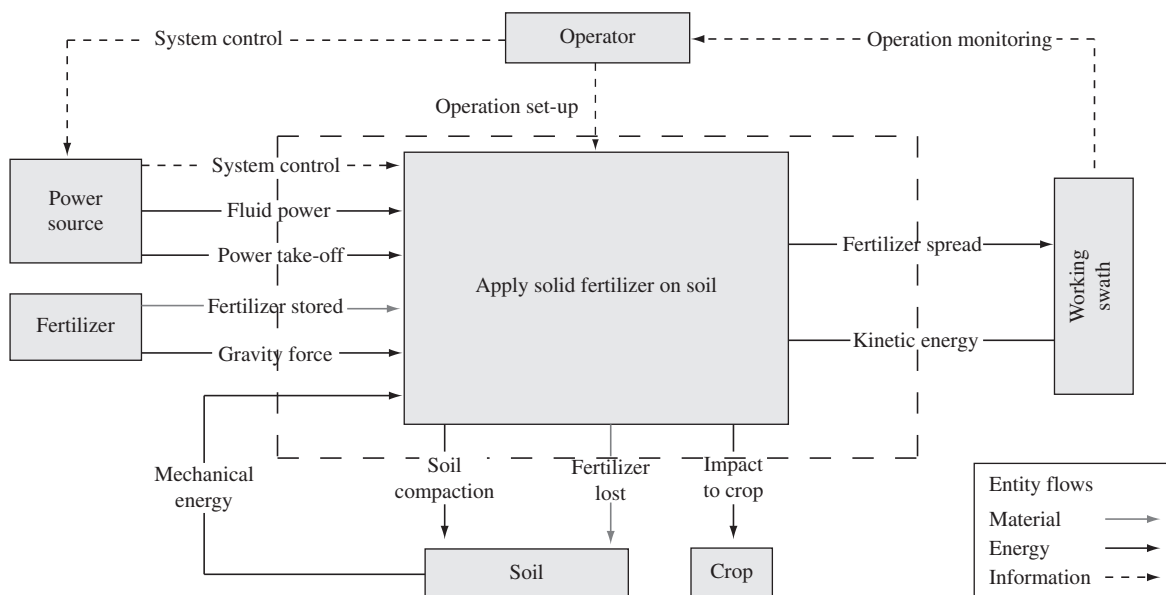 System control
Operator
Operation monitoring
Operation set-up
Power
source
System control
Fluid power
Power take-off
Fertilizer
Fertilizer stored
Gravity force
Apply solid fertilizer on soil
Fertilizer spread
Kinetic energy
Working
swath
Mechanical
energy
Soil
compaction
Fertilizer
lost
Impact
to crop
Soil
Crop
Entity flows
Material
Energy
Information